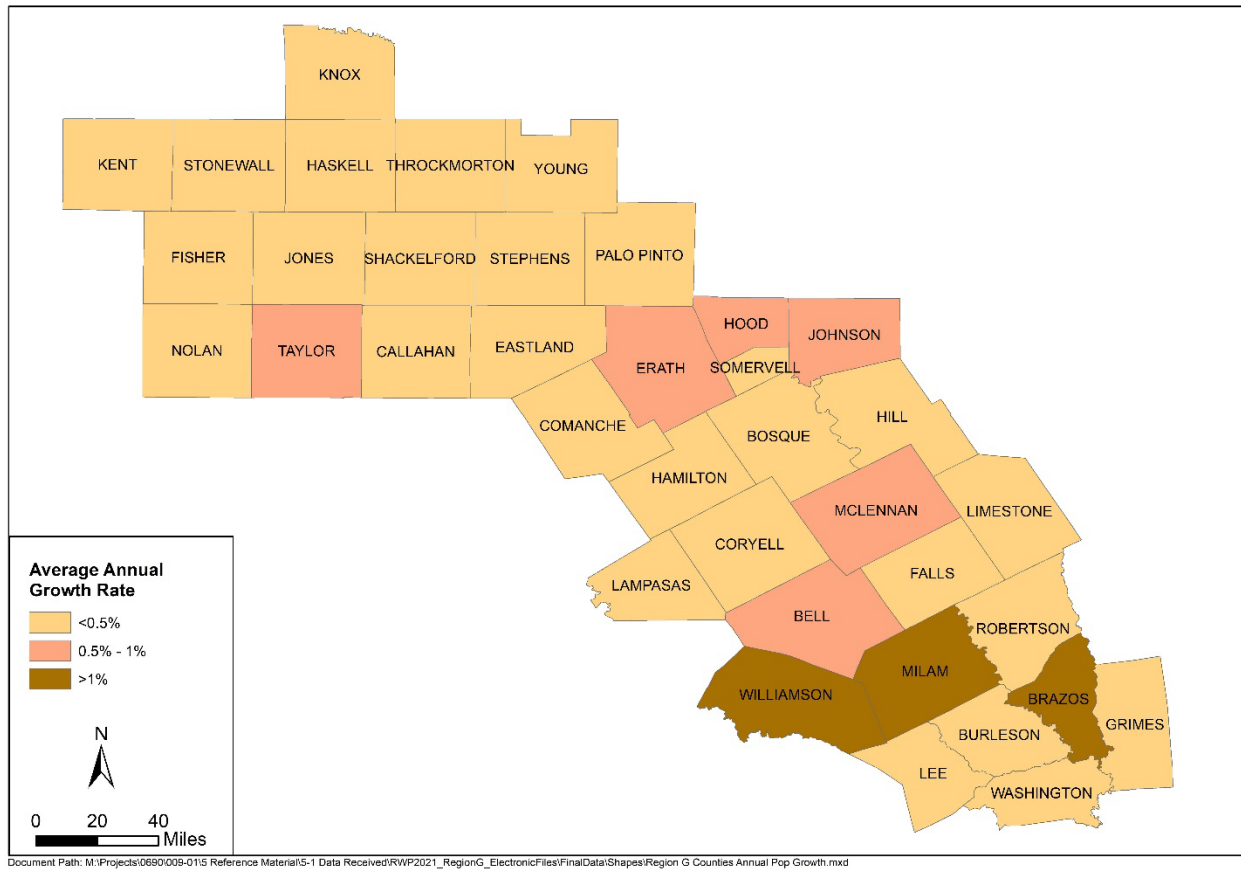 KNOX
KENT
STONEWALL
HASKELL
THROCKMORTON
YOUNG
FISHER
JONES
SHACKELFORD
STEPHENS
PALO PINTO
NOLAN
TAYLOR
CALLAHAN
EASTLAND
ERATH
HOOD
JOHNSON
SOMERVELL
COMANCHE
BOSQUE
HILL
HAMILTON
MCLENNAN
LIMESTONE
CORYELL
LAMPASAS
FALLS
BELL
ROBERTSON
MILAM
WILLIAMSON
BRAZOS
GRIMES
BURLESON
LEE
WASHINGTON
Average Annual
Growth Rate
<0.5%
0.5% - 1%
>1%
N
0 20 40
Miles
Document Path: M:\Projects\0690\009-01\5 Reference Material\5-1 Data Received\RWP2021_RegionG_ElectronicFiles\FinalData\Shapes\Region G Counties Annual Pop Growth.mxd